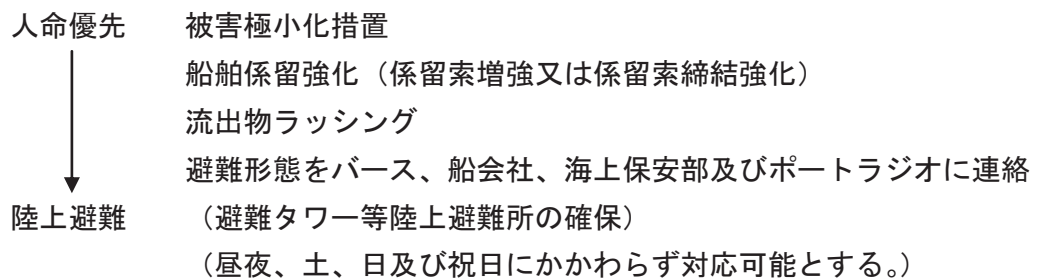 人命優先　被害極小化措置
船舶係留強化（係留索増強又は係留索締結強化）
流出物ラッシング
避難形態をバース、船会社、海上保安部及びポートラジオに連絡
陸上避難　（避難タワー等陸上避難所の確保）
（昼夜、土、日及び祝日にかかわらず対応可能とする。）